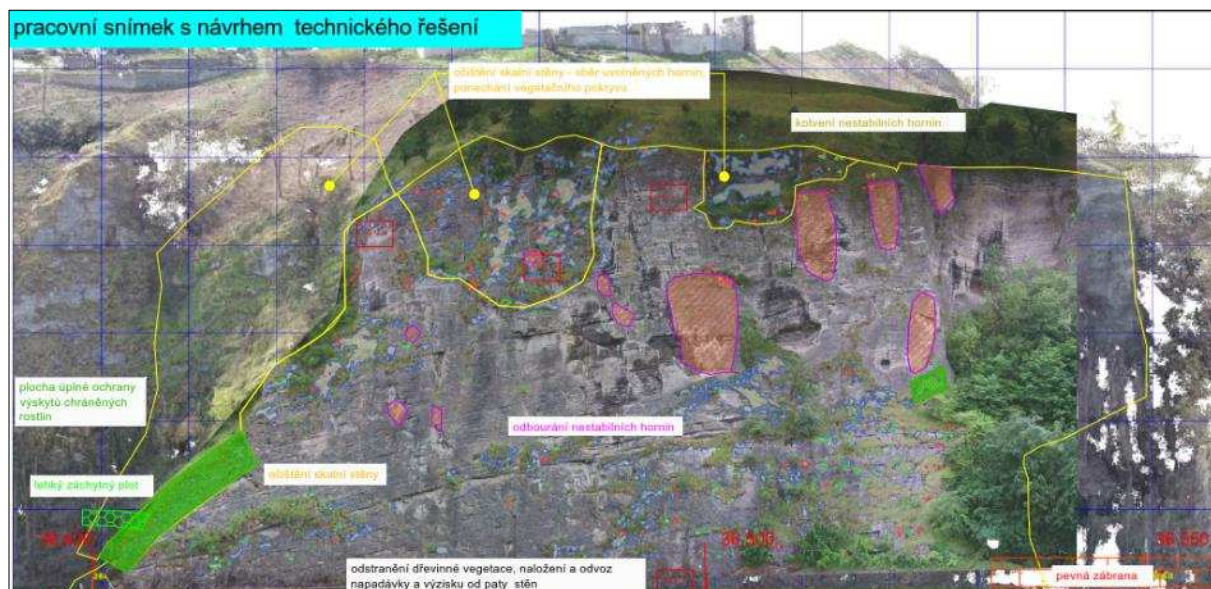 pracovní snímek s návrhem technického řešení
očištění skalní stěny - sběr uvolněných hornin,
ponechání vegetačního pokryvu
kotvení nestabilních hornin
plocha úplné ochrany
výskytů chráněných
rostlin
odbourání nestabilních hornin
očištění skalní stěny
lehký záchytný plot
36,500
36,550
odstranění dřevinné vegetace, naložení a odvoz
napadávky a výzisku od paty stěn
pevná zábrana